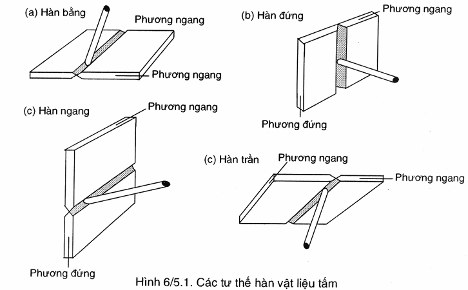 (a) Hàn bằng
Phương ngang
Phương ngang
(b) Hàn đứng
Phương ngang
Phương đứng
(c) Hàn ngang
Phương ngang
Phương đứng
(c) Hàn trần
Phương ngang
Phương ngang
Hình 6/5.1. Các tư thế hàn vật liệu tấm